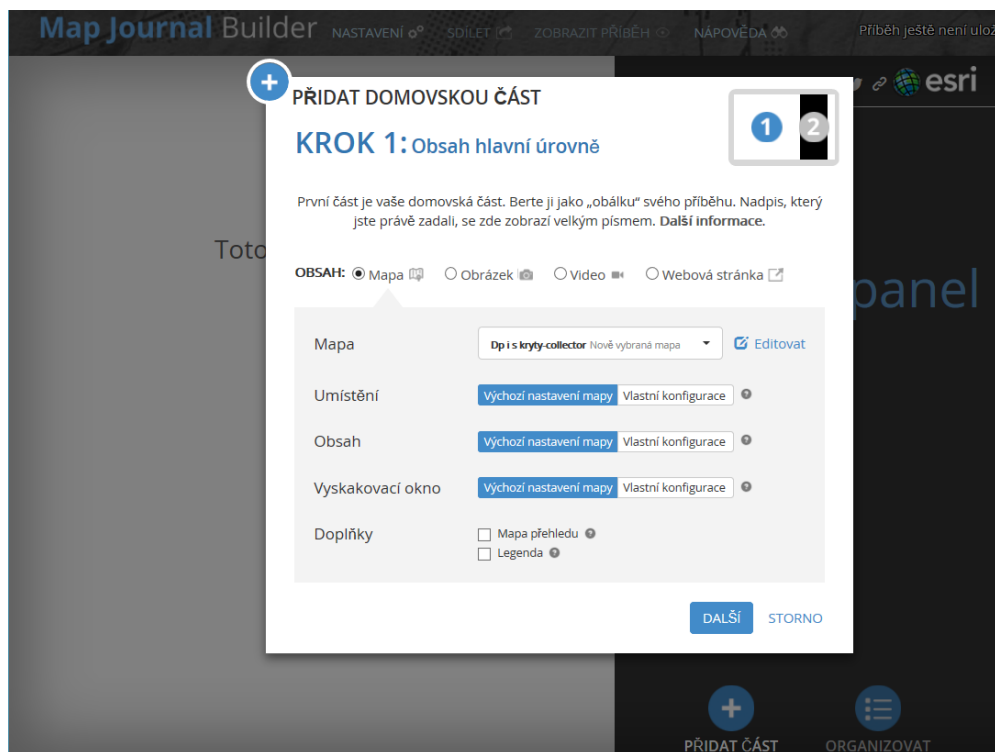 Map Journal Builder NASTAVENÍ SDÍLET ZOBRAZIT PŘÍBĚH NÁPOVĚDA Příběh ještě není
esri
PŘIDAT DOMOVSKOU ČÁST
1 2
KROK 1: Obsah hlavní úrovně
První část je vaše domovská část. Berte ji jako „obálku“ svého příběhu. Nadpis, který
jste právě zadali, se zde zobrazí velkým písmem. Další informace.
Toto
OBSAH: Mapa Obrázek Video Webová stránka
panel
Mapa Dp i s kryty-collector Nově vybraná mapa Editovat
Umístění Výchozí nastavení mapy Vlastní konfigurace
Obsah Výchozí nastavení mapy Vlastní konfigurace
Vyskakovací okno Výchozí nastavení mapy Vlastní konfigurace
Doplňky Mapa přehledu
Legenda
DALŠÍ STORNO
PŘIDAT ČÁST ORGANIZOVAT